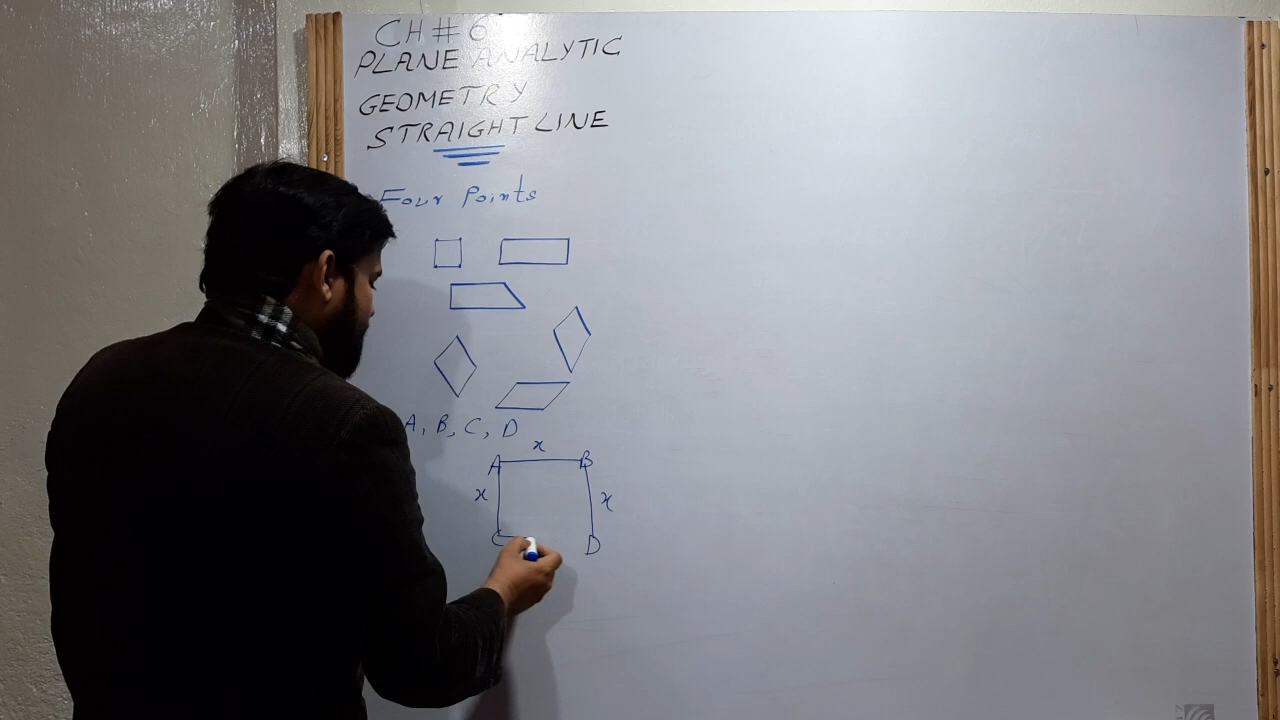 CH # 6
PLANE ANALYTIC
GEOMETRY
STRAIGHT LINE
Four Points
A, B, C, D
x
A B
x x
C D